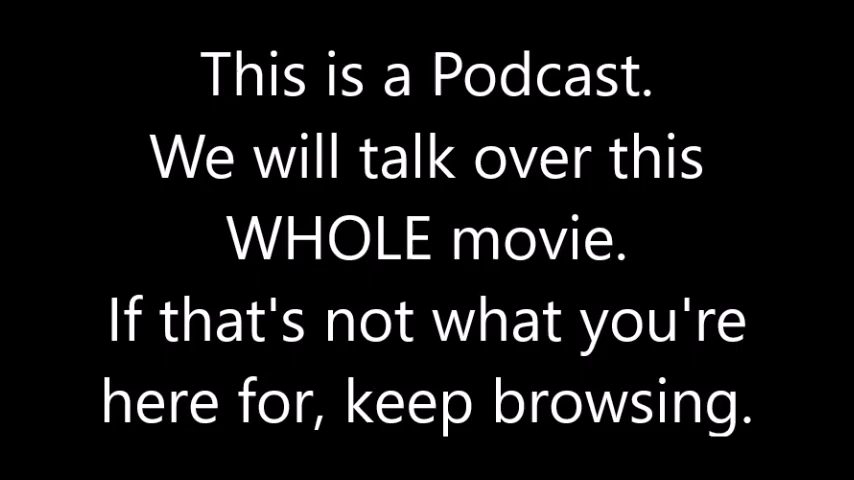 This is a Podcast.
We will talk over this
WHOLE movie.
If that's not what you're
here for, keep browsing.